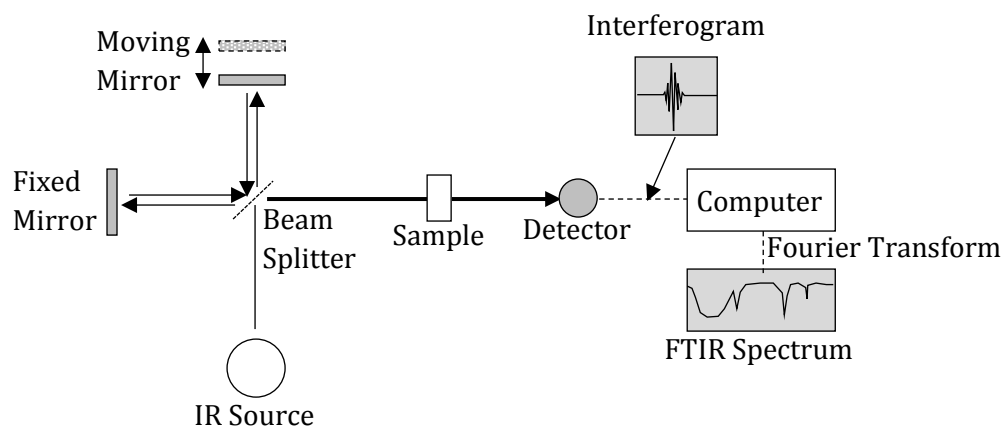 Interferogram
Moving
Mirror
Fixed
Mirror
Beam
Splitter
Sample
Detector
Computer
Fourier Transform
FTIR Spectrum
IR Source